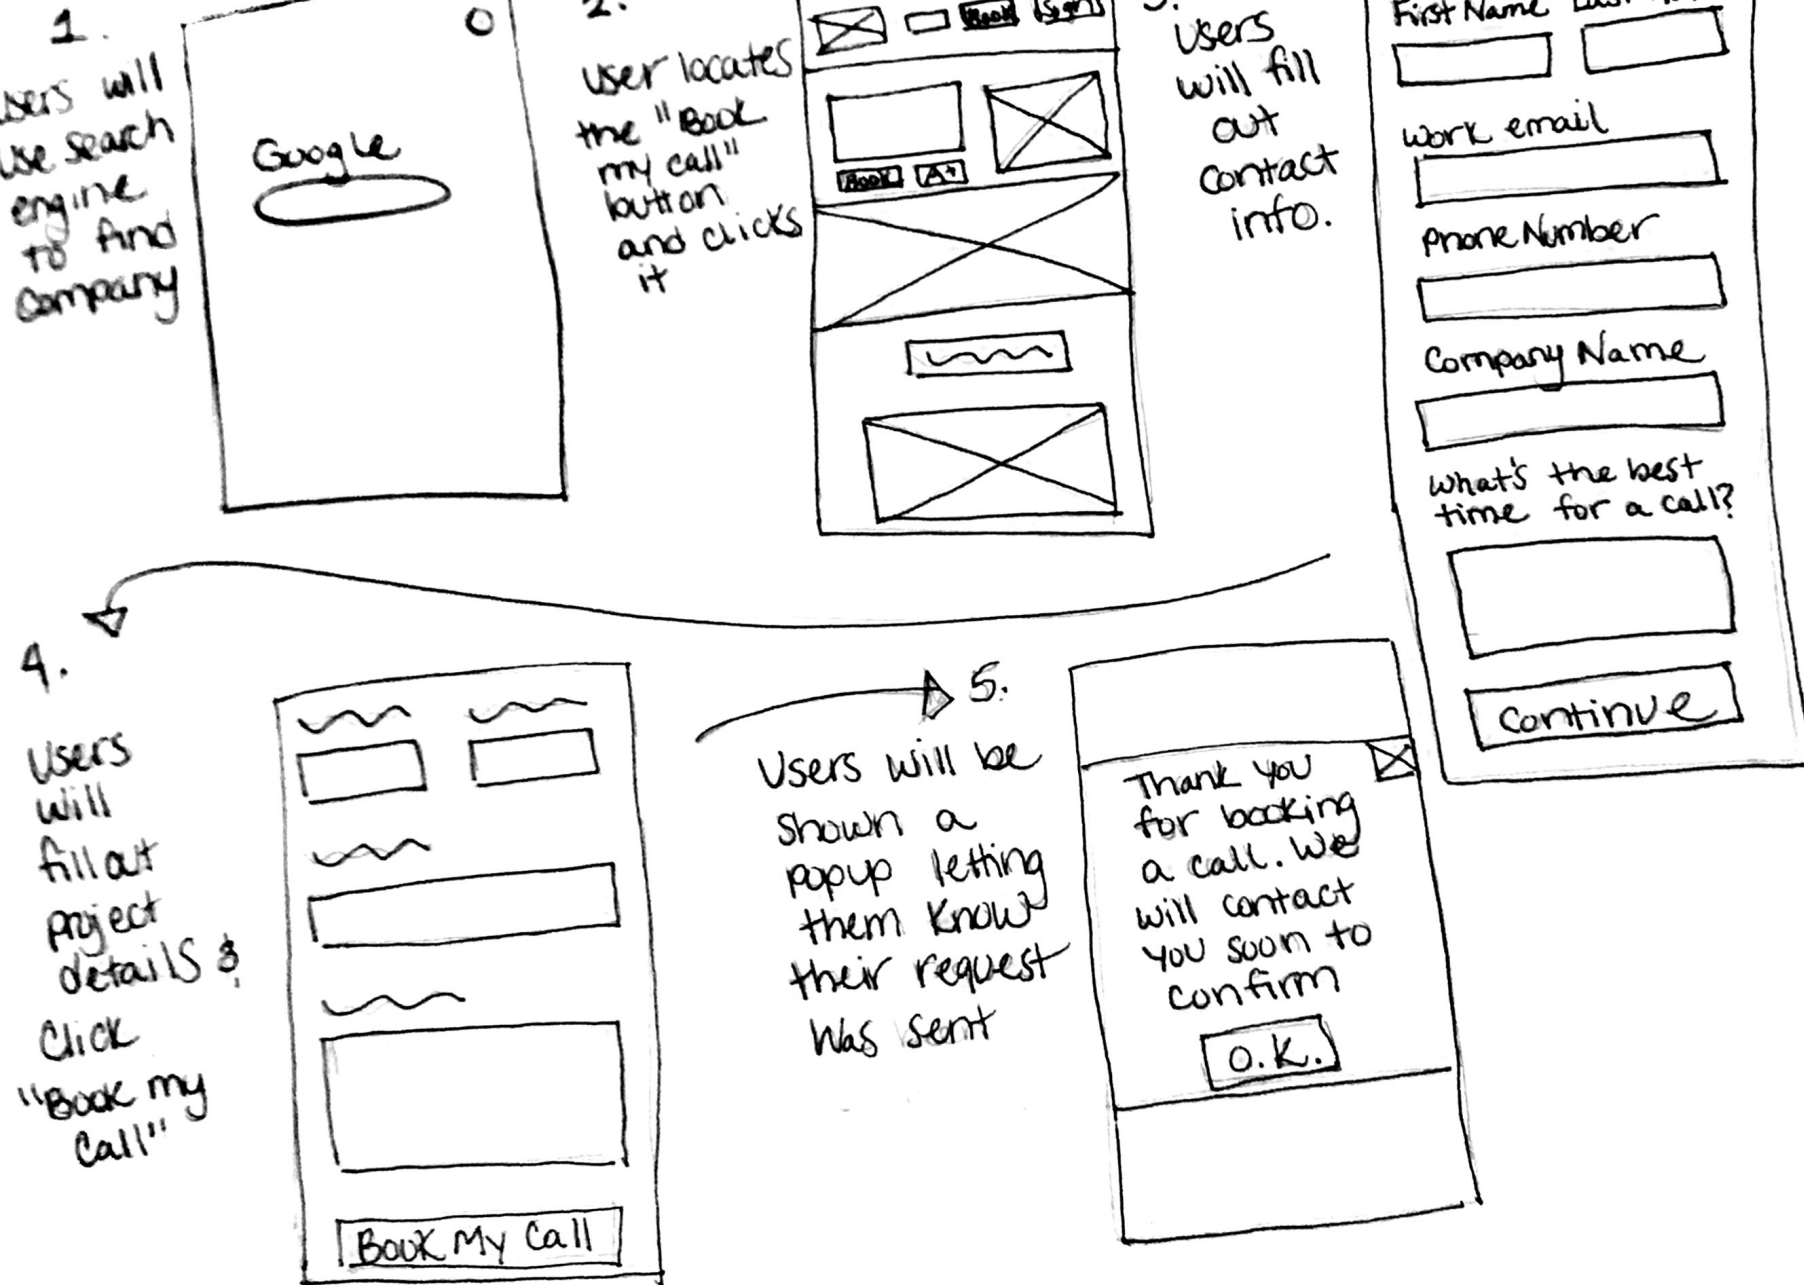 1.
Users will
use search
engine
to find
Company
Google
2.
User locates
the "Book
my call"
button
and clicks
it
Book
Sign
Book
A+
Users
will fill
out
contact
info.
First Name
Work email
Phone Number
Company Name
What's the best
time for a call?
Continue
4.
Users
will
fill out
project
details &
Click
"Book my
Call"
Book My Call
5.
Users will be
shown a
popup letting
them know
their request
was sent
Thank you
for booking
a call. We
will contact
you soon to
confirm
O.K.